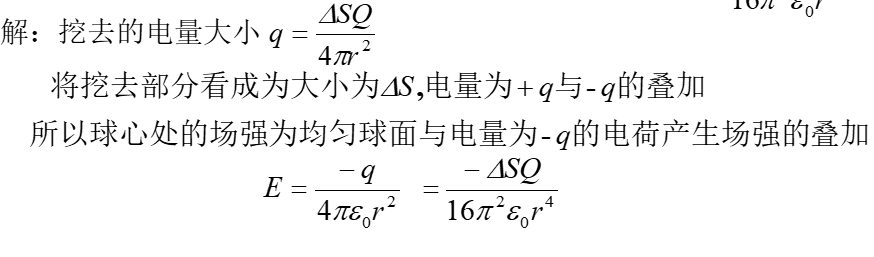 16π²ε₀r
解：挖去的电量大小 q = ΔSQ / 4πr²
将挖去部分看成为大小为ΔS,电量为+q与-q的叠加
所以球心处的场强为均匀球面与电量为-q的电荷产生场强的叠加
E = -q / 4πε₀r² = -ΔSQ / 16π²ε₀r⁴